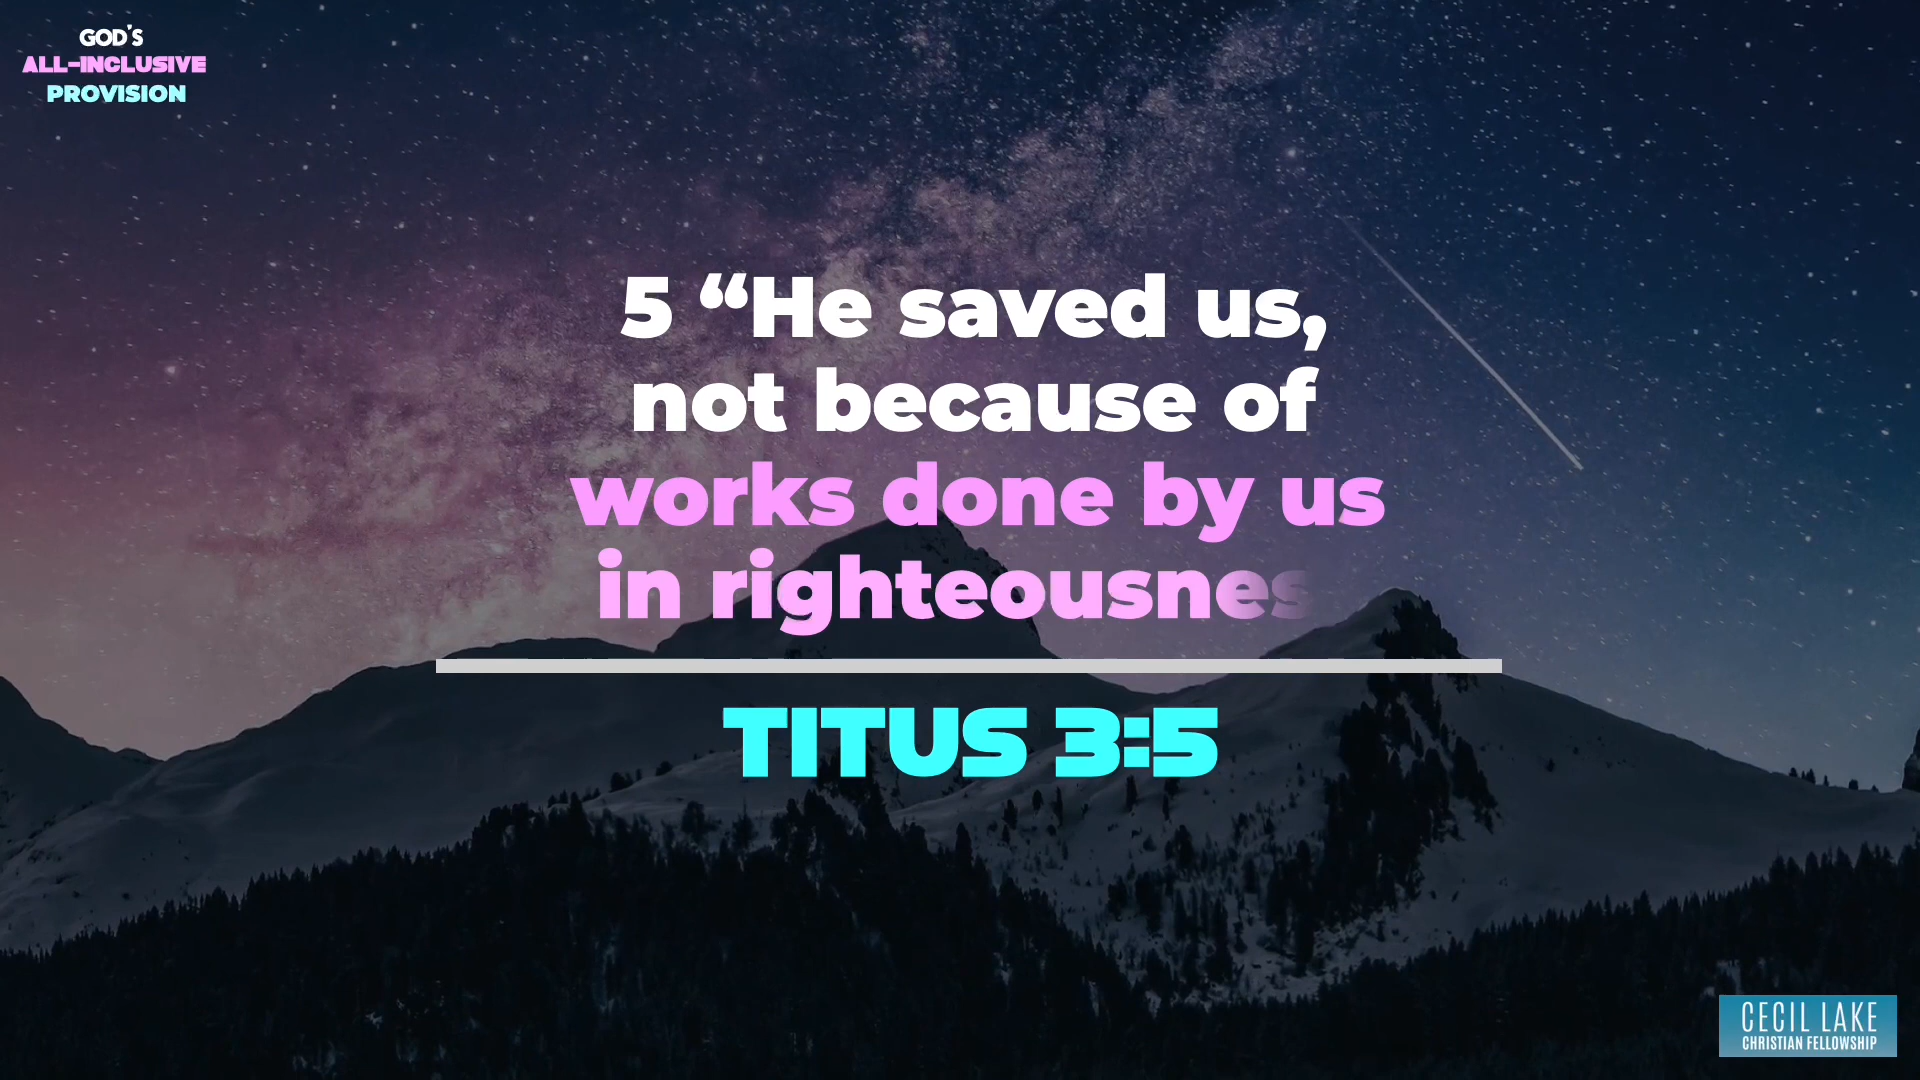 GOD'S
ALL-INCLUSIVE
PROVISION
5 “He saved us,
not because of
works done by us
in righteousnes
TITUS 3:5
CECIL LAKE
CHRISTIAN FELLOWSHIP